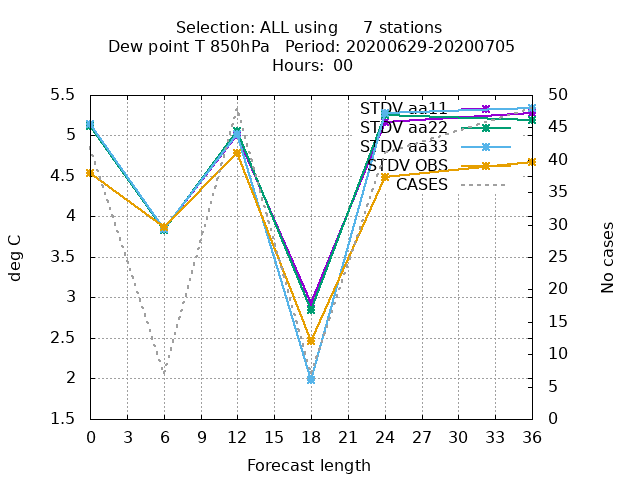 Selection: ALL using     7 stations
Dew point T 850hPa   Period: 20200629-20200705
Hours:  00
5.5
5
4.5
4
3.5
3
2.5
2
1.5
50
45
40
35
30
25
20
15
10
5
0
deg C
No cases
STDV aa11
STDV aa22
STDV aa33
STDV OBS
CASES
0 3 6 9 12 15 18 21 24 27 30 33 36
Forecast length